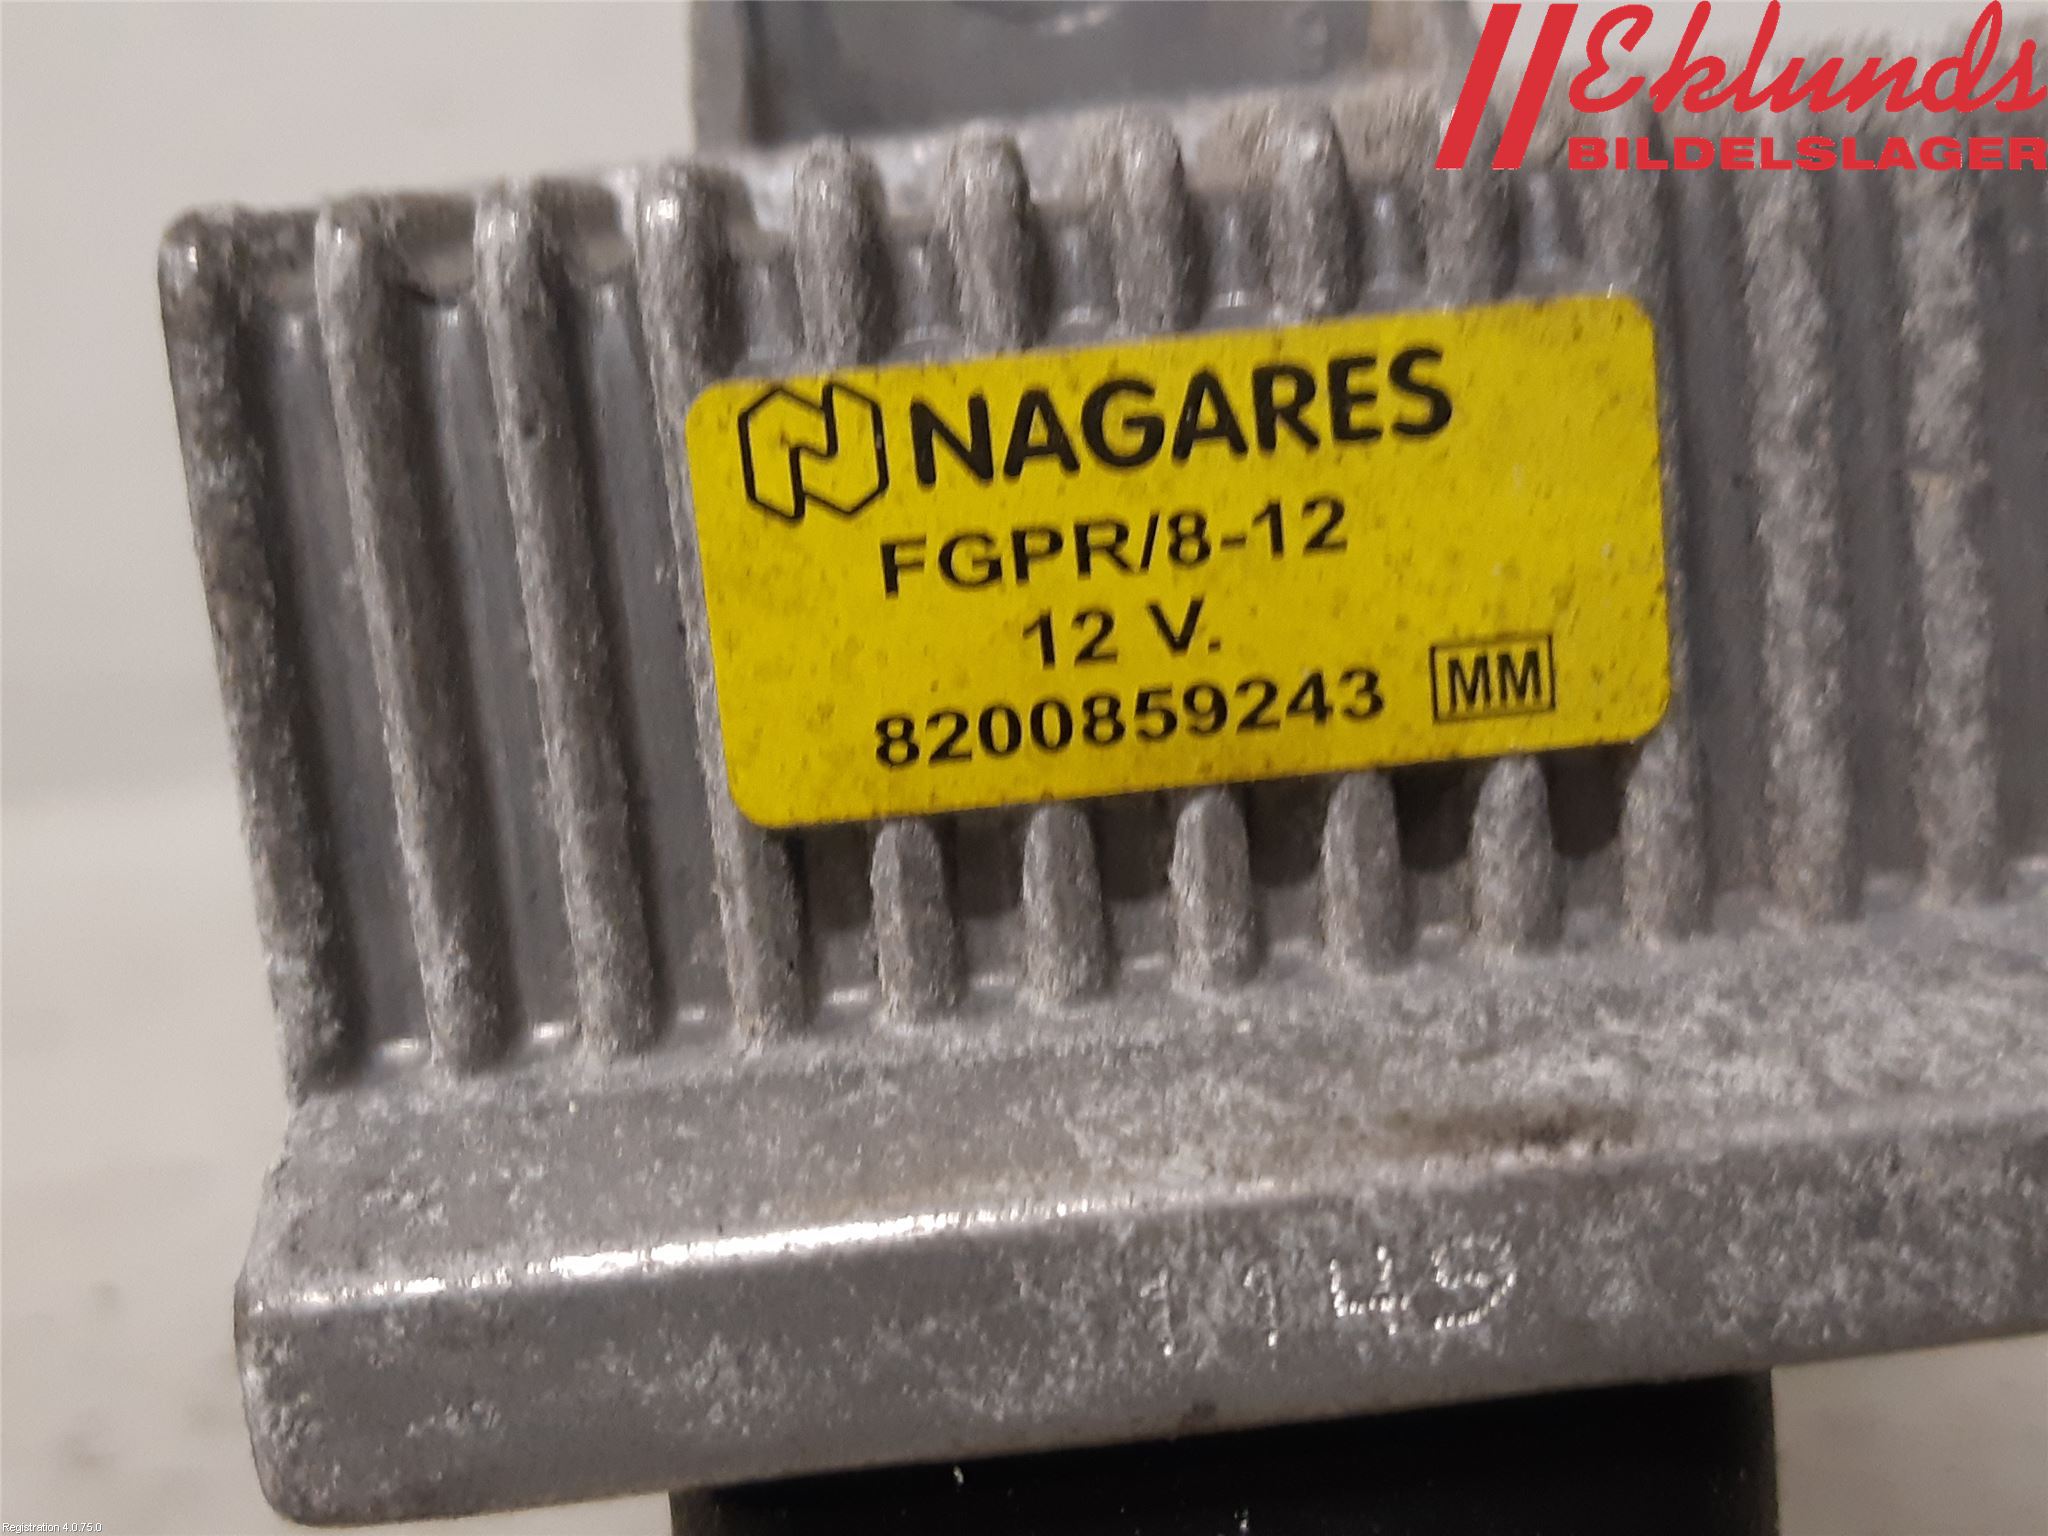 Eklunds
BILDELSLAGER
NAGARES
FGPR/8-12
12 V.
8200859243 MM
1149
Registration 4.0.75.0